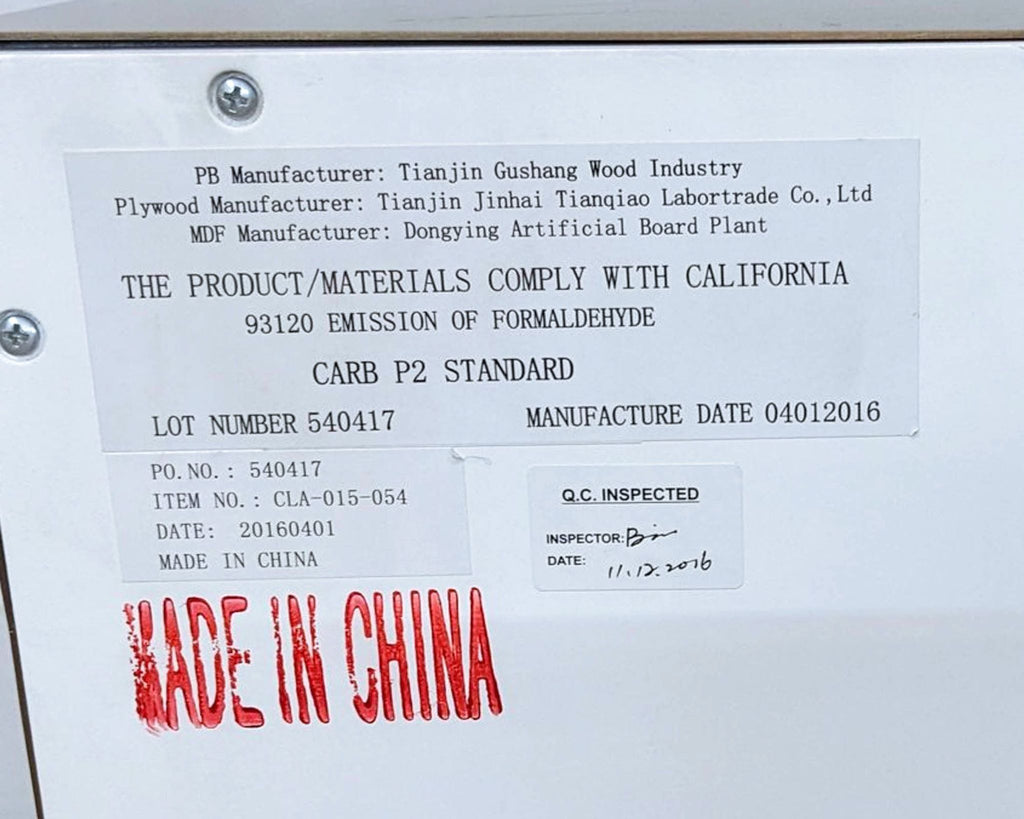 PB Manufacturer: Tianjin Gushang Wood Industry
Plywood Manufacturer: Tianjin Jinhai Tianqiao Labortrade Co.,Ltd
MDF Manufacturer: Dongying Artificial Board Plant
THE PRODUCT/MATERIALS COMPLY WITH CALIFORNIA
93120 EMISSION OF FORMALDEHYDE
CARB P2 STANDARD
LOT NUMBER 540417 MANUFACTURE DATE 04012016
PO.NO.: 540417
ITEM NO.: CLA-015-054
DATE: 20160401
MADE IN CHINA
Q.C. INSPECTED
INSPECTOR:
DATE: 11.12.2016
MADE IN CHINA